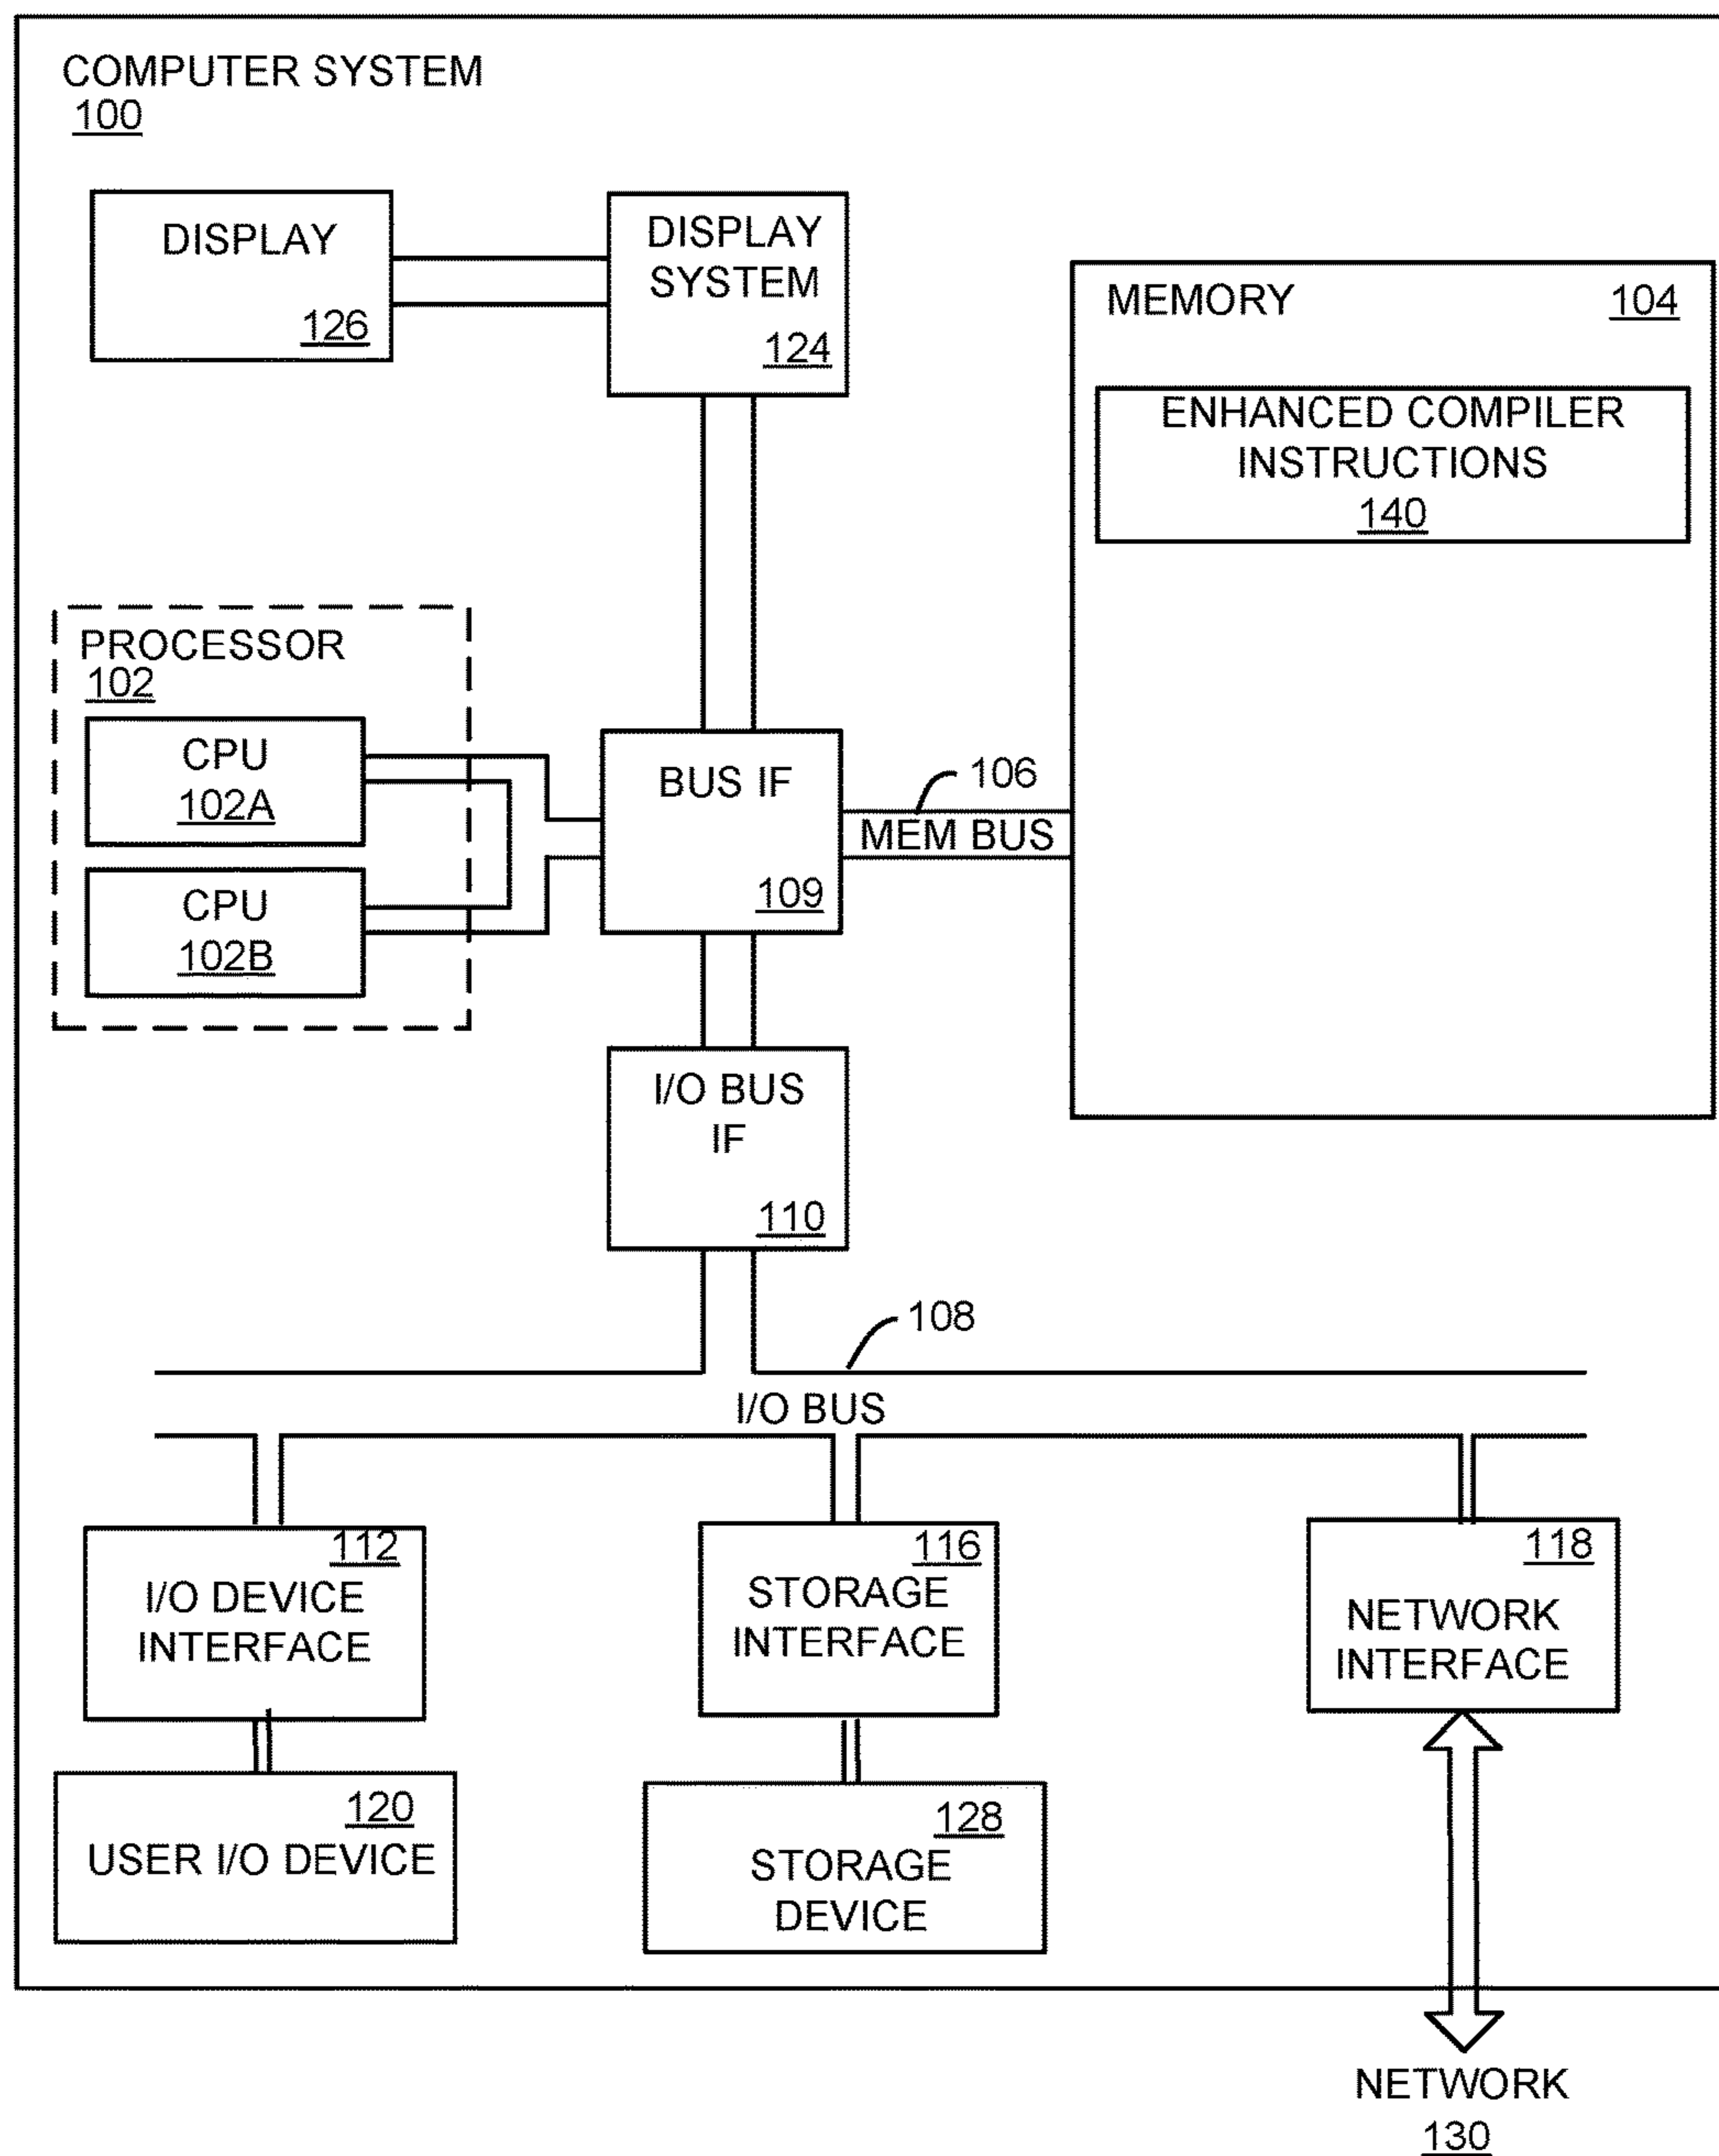 COMPUTER SYSTEM
100
DISPLAY
126
DISPLAY
SYSTEM
124
MEMORY 104
ENHANCED COMPILER
INSTRUCTIONS
140
PROCESSOR
102
CPU
102A
CPU
102B
BUS IF
109
106
MEM BUS
I/O BUS
IF
110
108
I/O BUS
112
I/O DEVICE
INTERFACE
116
STORAGE
INTERFACE
118
NETWORK
INTERFACE
120
USER I/O DEVICE
128
STORAGE
DEVICE
NETWORK
130